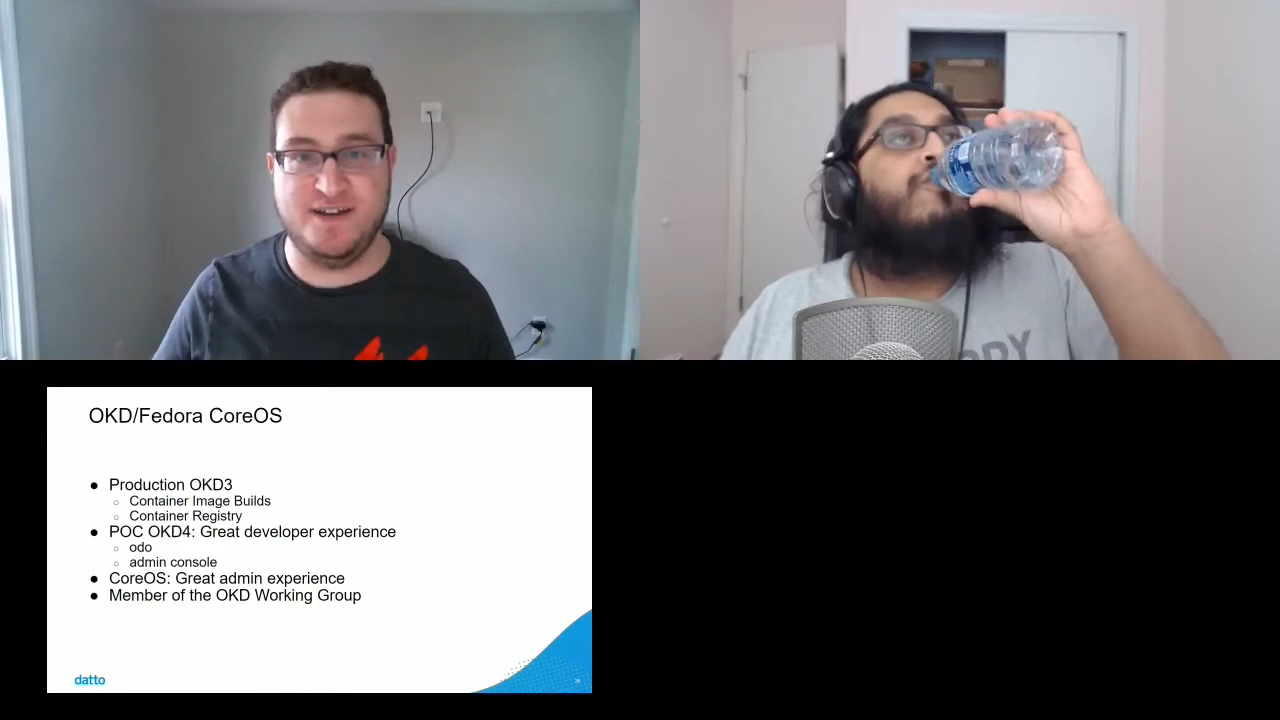 OKD/Fedora CoreOS
● Production OKD3
○ Container Image Builds
○ Container Registry
● POC OKD4: Great developer experience
○ odo
○ admin console
● CoreOS: Great admin experience
● Member of the OKD Working Group
datto